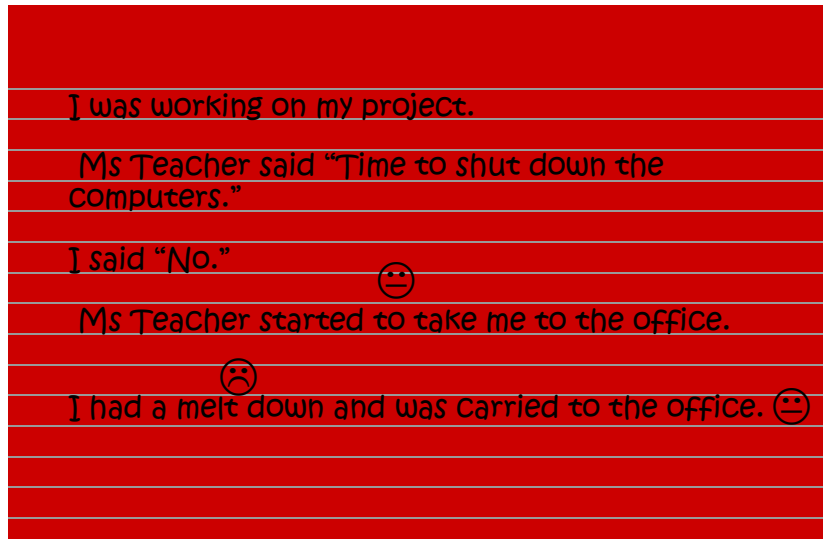 I was working on my project.
Ms Teacher said “Time to shut down the
computers.”
I said “No.”
Ms Teacher started to take me to the office.
I had a melt down and was carried to the office.